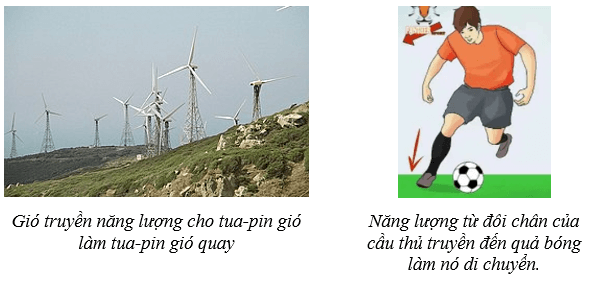 Gió truyền năng lượng cho tua-pin gió
làm tua-pin gió quay
Năng lượng từ đôi chân của
cầu thủ truyền đến quả bóng
làm nó di chuyển.